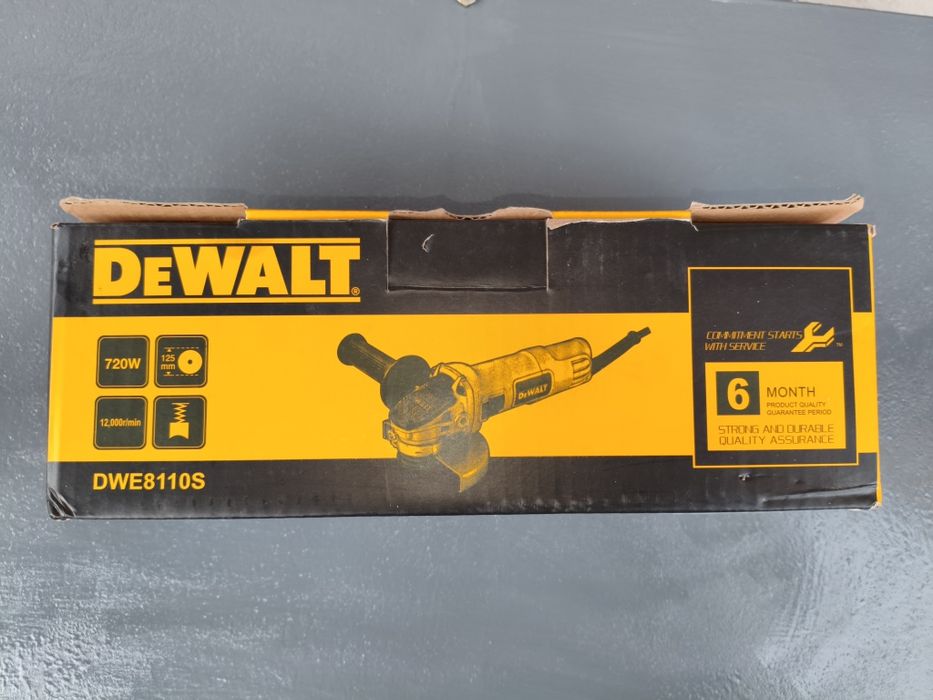 DEWALT®
720W
125
mm
12,000r/min
DWE8110S
DEWALT
COMMITMENT STARTS
WITH SERVICE
TM
6
MONTH
PRODUCT QUALITY
GUARANTEE PERIOD
STRONG AND DURABLE
QUALITY ASSURANCE